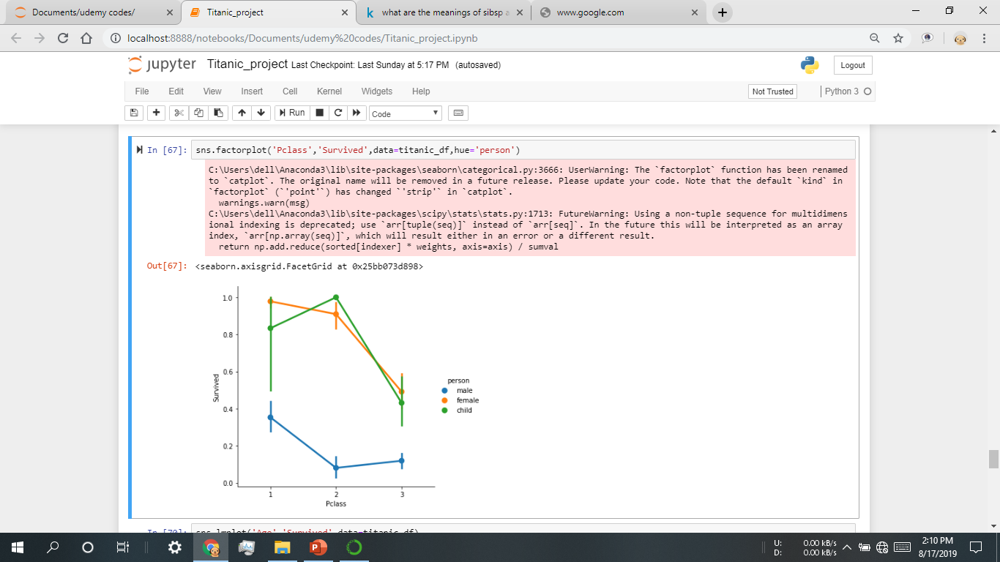 Documents/udemy codes/
Titanic_project
what are the meanings of sibsp a
www.google.com
localhost:8888/notebooks/Documents/udemy%20codes/Titanic_project.ipynb
jupyter Titanic_project Last Checkpoint: Last Sunday at 5:17 PM (autosaved)
Logout
File Edit View Insert Cell Kernel Widgets Help
Not Trusted
Python 3
Run
Code
In [67]: sns.factorplot('Pclass','Survived',data=titanic_df,hue='person')
C:\Users\dell\Anaconda3\lib\site-packages\seaborn\categorical.py:3666: UserWarning: The `factorplot` function has been renamed
to `catplot`. The original name will be removed in a future release. Please update your code. Note that the default `kind` in
`factorplot` (`'point'`) has changed `'strip'` in `catplot`.
warnings.warn(msg)
C:\Users\dell\Anaconda3\lib\site-packages\scipy\stats\stats.py:1713: FutureWarning: Using a non-tuple sequence for multidimens
ional indexing is deprecated; use `arr[tuple(seq)]` instead of `arr[seq]`. In the future this will be interpreted as an array
index, `arr[np.array(seq)]`, which will result either in an error or a different result.
return np.add.reduce(sorted[indexer] * weights, axis=axis) / sumval
Out[67]: <seaborn.axisgrid.FacetGrid at 0x25bb073d898>
1.0
0.8
0.6
0.4
0.2
0.0
Survived
1 2 3
Pclass
person
male
female
child
In [70]: sns.lmplot('Age','Survived',data=titanic_df)
U: 0.00 kB/s
D: 0.00 kB/s
2:10 PM
8/17/2019